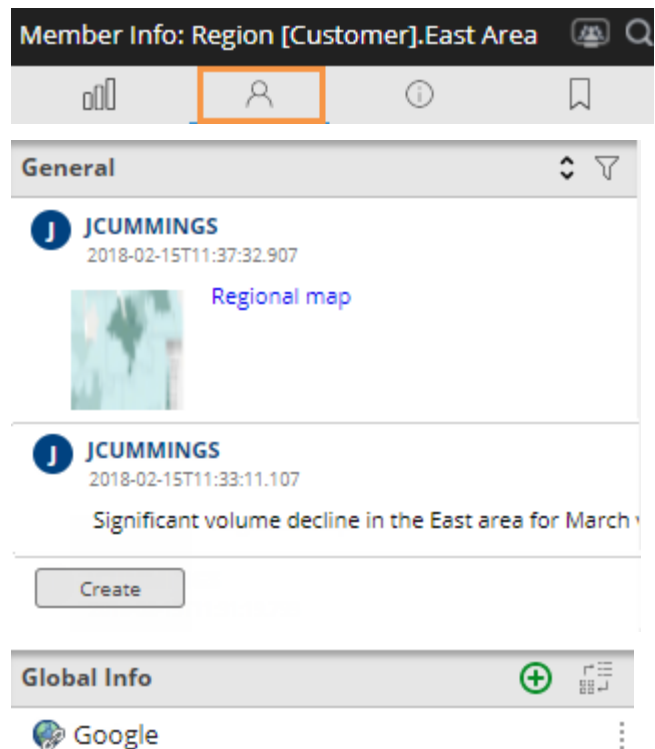 Member Info: Region [Customer].East Area
General
J
JCUMMINGS
2018-02-15T11:37:32.907
Regional map
J
JCUMMINGS
2018-02-15T11:33:11.107
Significant volume decline in the East area for March
Create
Global Info
Google